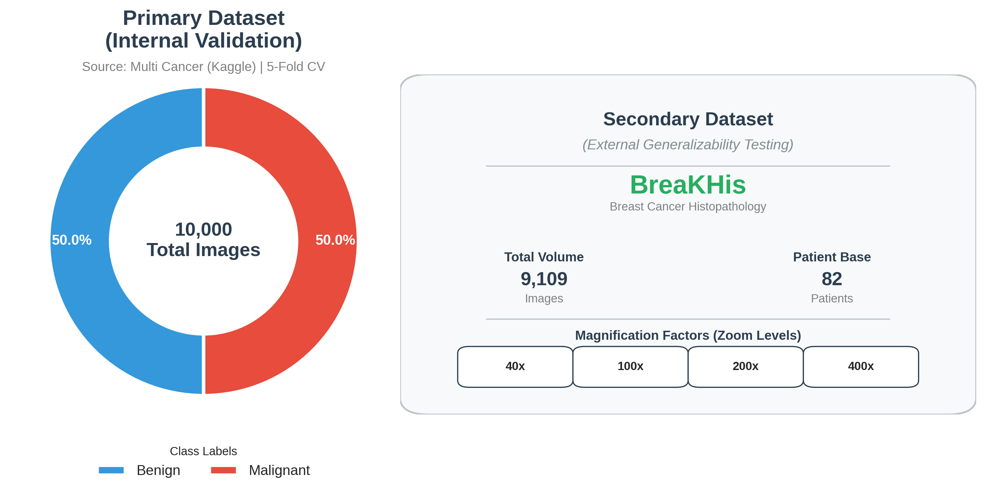 Primary Dataset
(Internal Validation)
Source: Multi Cancer (Kaggle) | 5-Fold CV
50.0%
10,000
Total Images
50.0%
Class Labels
Benign
Malignant
Secondary Dataset
(External Generalizability Testing)
BreaKHis
Breast Cancer Histopathology
Total Volume
9,109
Images
Patient Base
82
Patients
Magnification Factors (Zoom Levels)
40x
100x
200x
400x